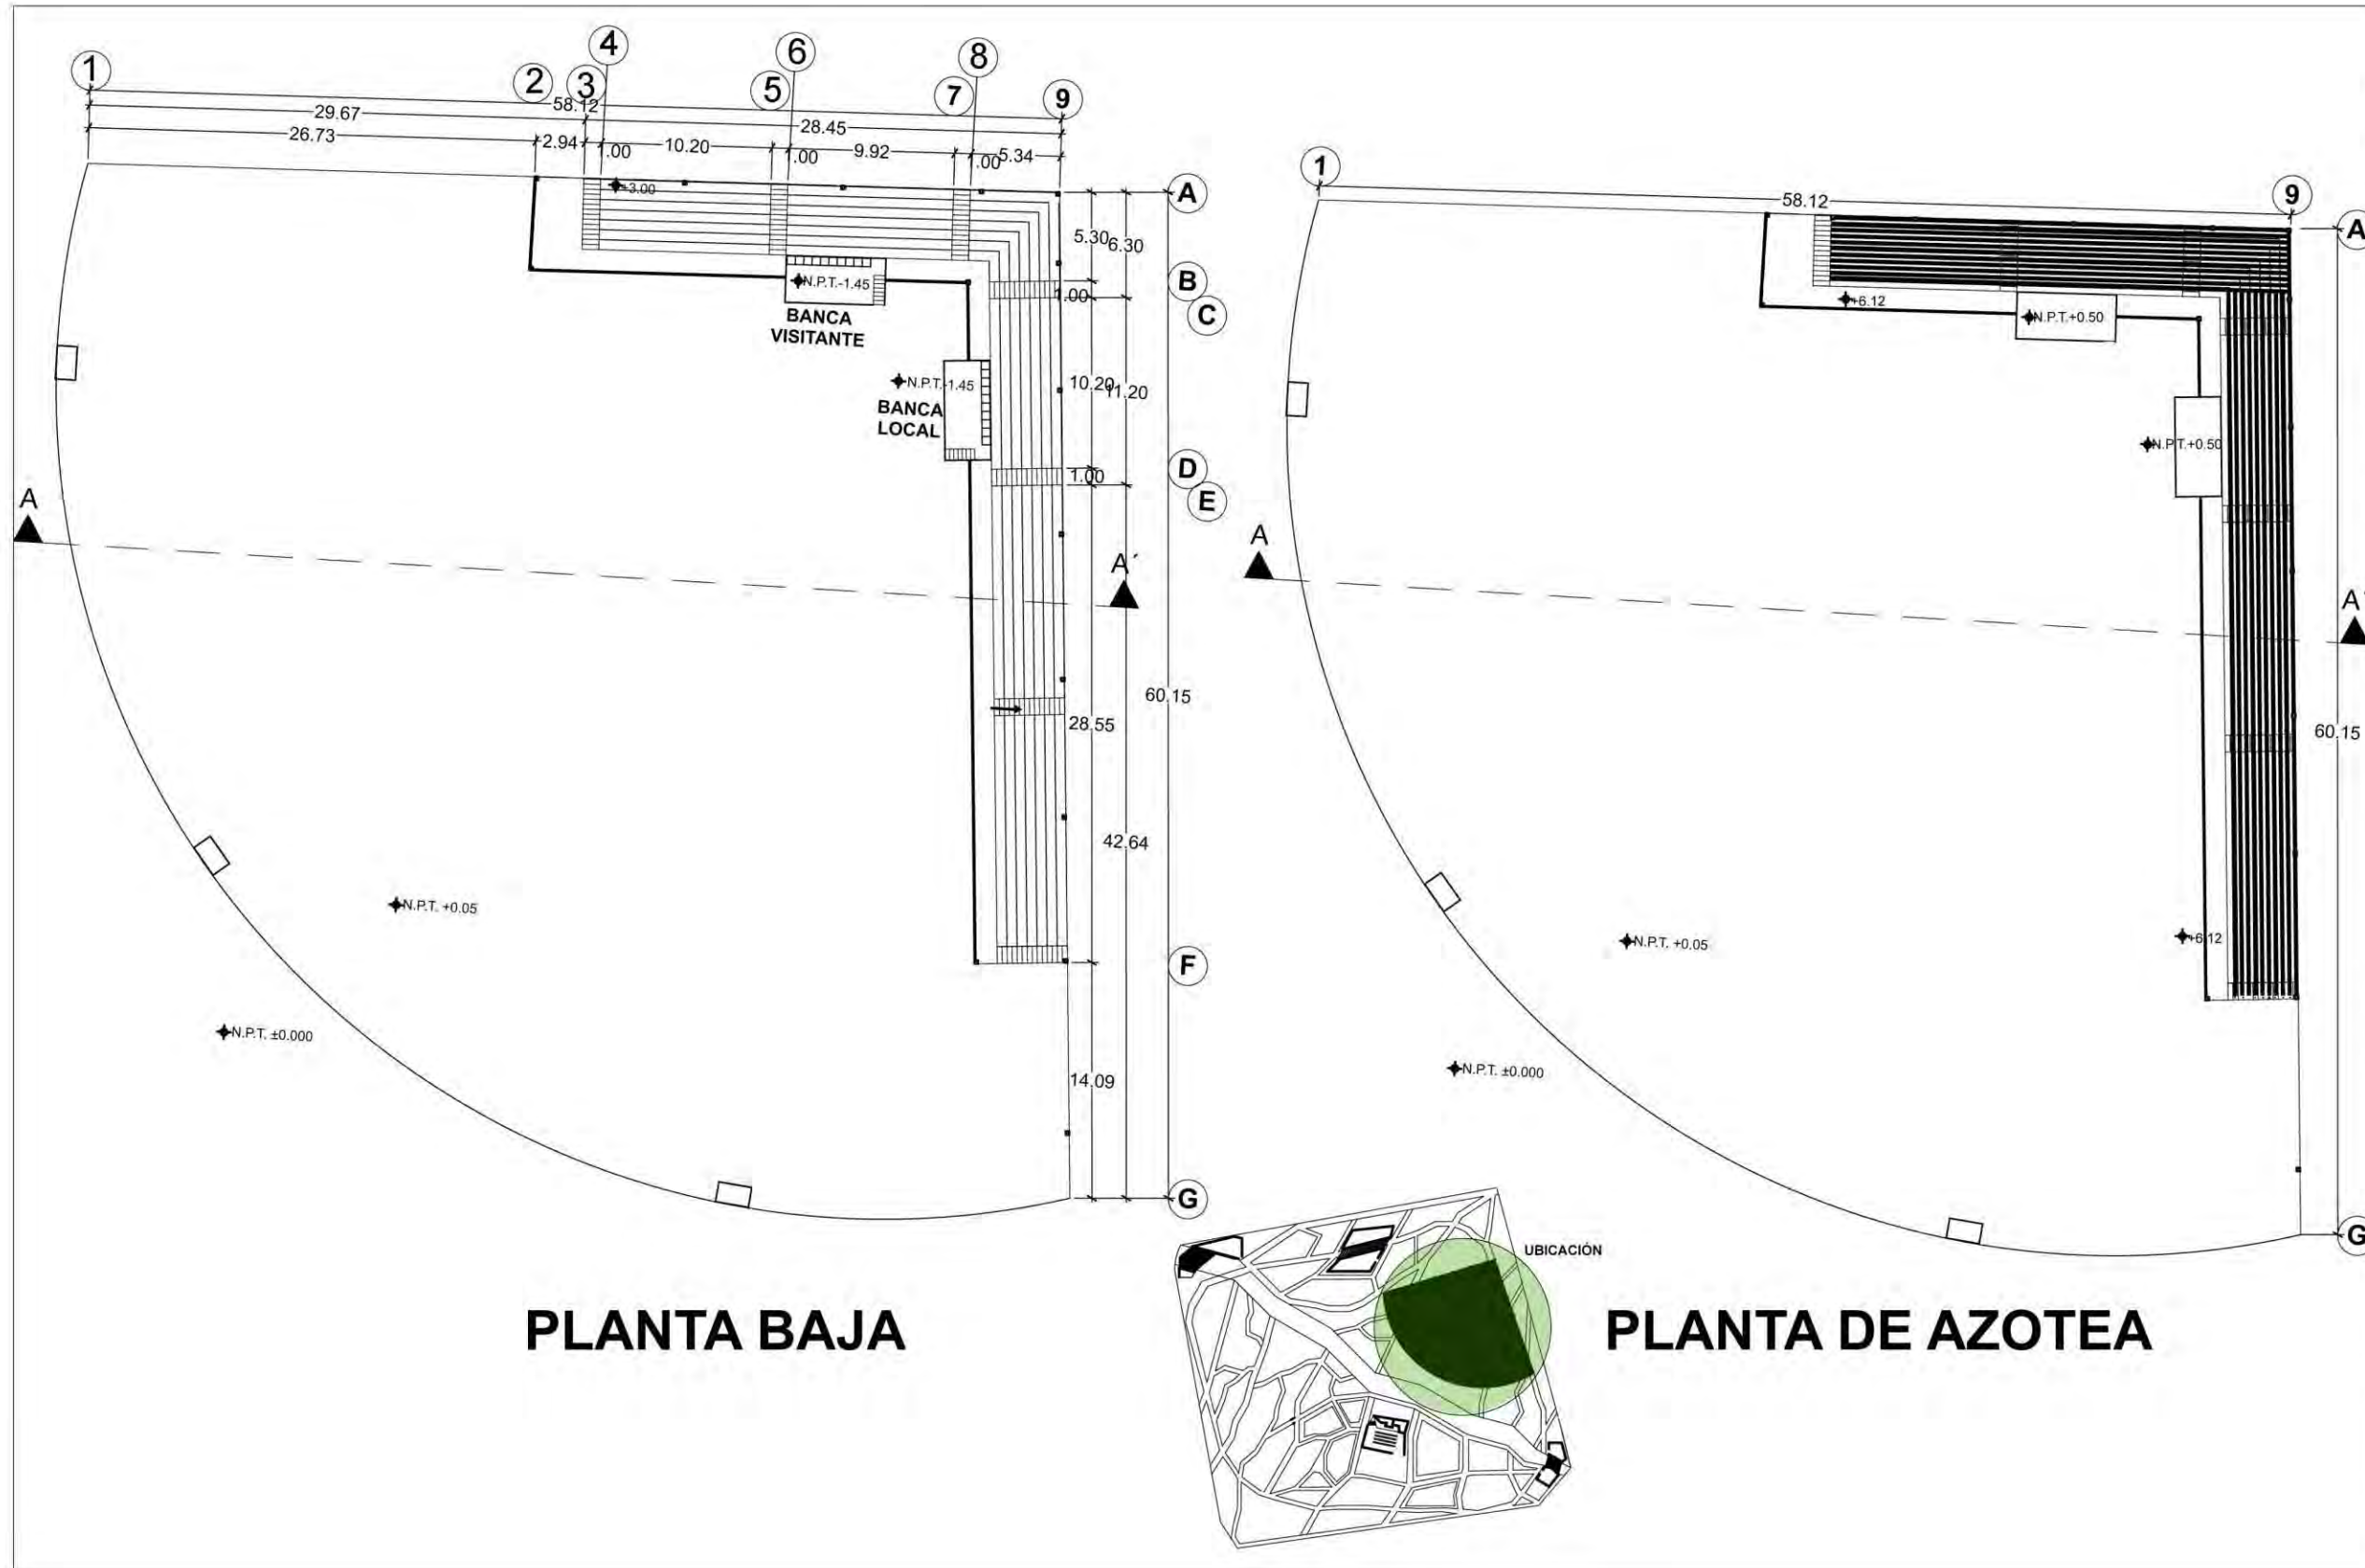 1
2
3
4
5
6
7
8
9
58.12
29.67
28.45
26.73
2.94
1.00
10.20
1.00
9.92
1.00
5.34
+3.00
A
5.30
6.30
B
1.00
C
N.P.T.-1.45
BANCA
VISITANTE
10.20
11.20
N.P.T.-1.45
BANCA
LOCAL
D
1.00
E
A
A´
60.15
28.55
42.64
N.P.T. +0.05
F
N.P.T. ±0.000
14.09
G
PLANTA BAJA
1
58.12
9
A
+6.12
N.P.T.+0.50
N.P.T.+0.50
A
A´
60.15
N.P.T. +0.05
+6.12
N.P.T. ±0.000
G
UBICACIÓN
PLANTA DE AZOTEA